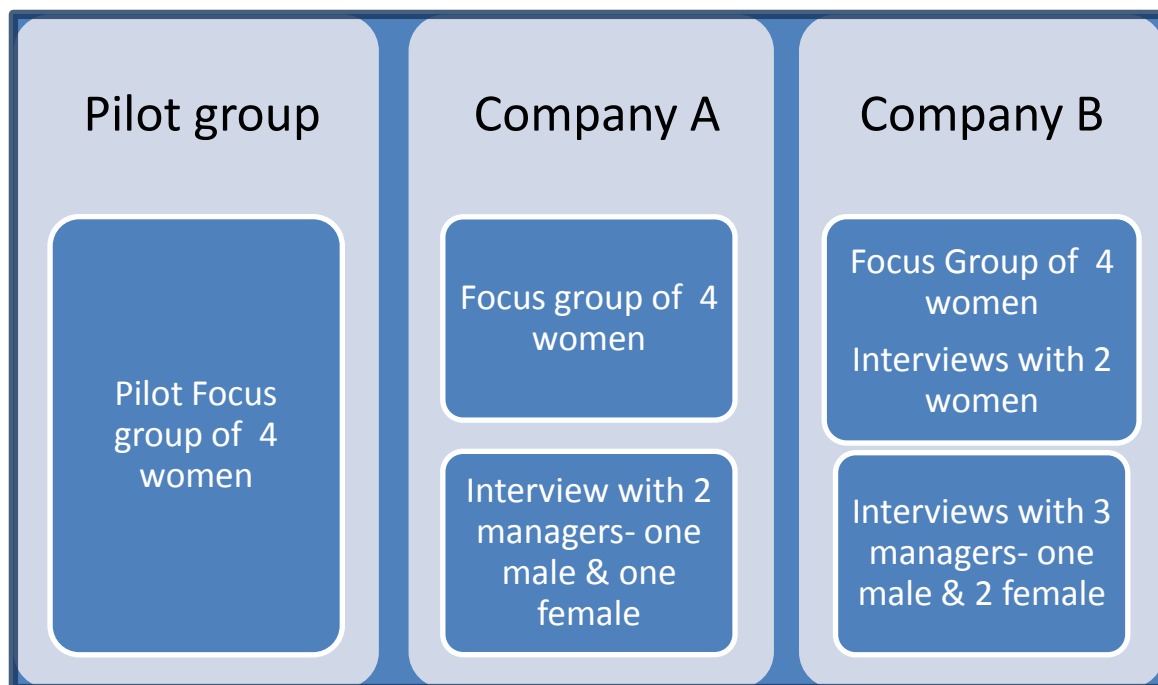 Pilot group
Pilot Focus
group of 4
women
Company A
Focus group of 4
women
Interview with 2
managers- one
male & one
female
Company B
Focus Group of 4
women
Interviews with 2
women
Interviews with 3
managers- one
male & 2 female